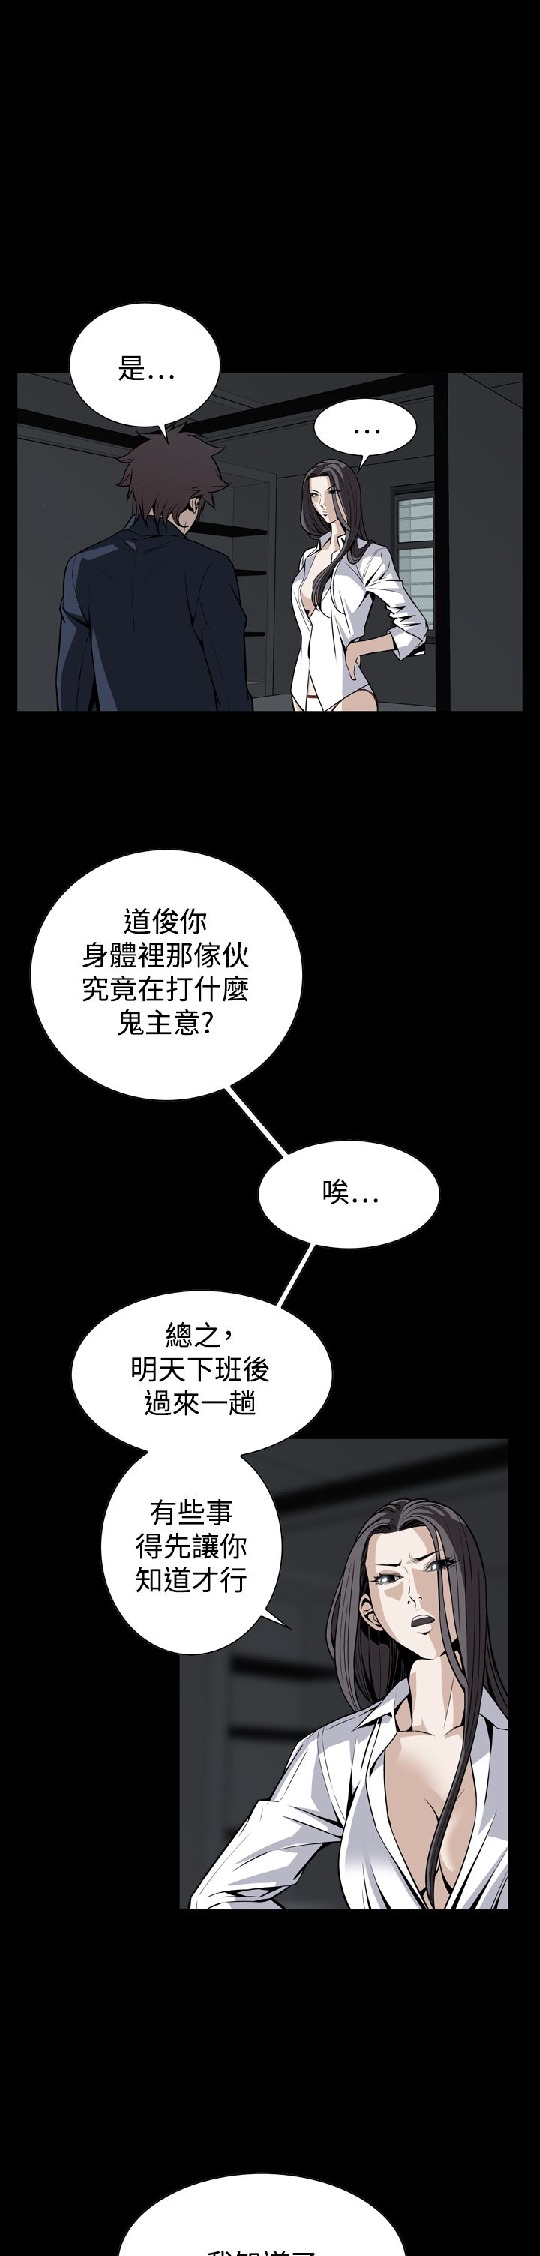 是...
...
道俊你
身體裡那傢伙
究竟在打什麼
鬼主意?
唉...
總之,
明天下班後
過來一趟
有些事
得先讓你
知道才行